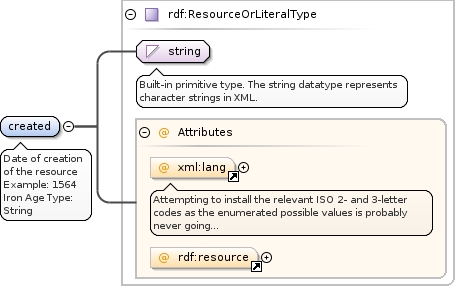 rdf:ResourceOrLiteralType
string
Built-in primitive type. The string datatype represents
character strings in XML.
created
Date of creation
of the resource
Example: 1564
Iron Age Type:
String
@ Attributes
@ xml:lang
Attempting to install the relevant ISO 2- and 3-letter
codes as the enumerated possible values is probably
never going...
@ rdf:resource